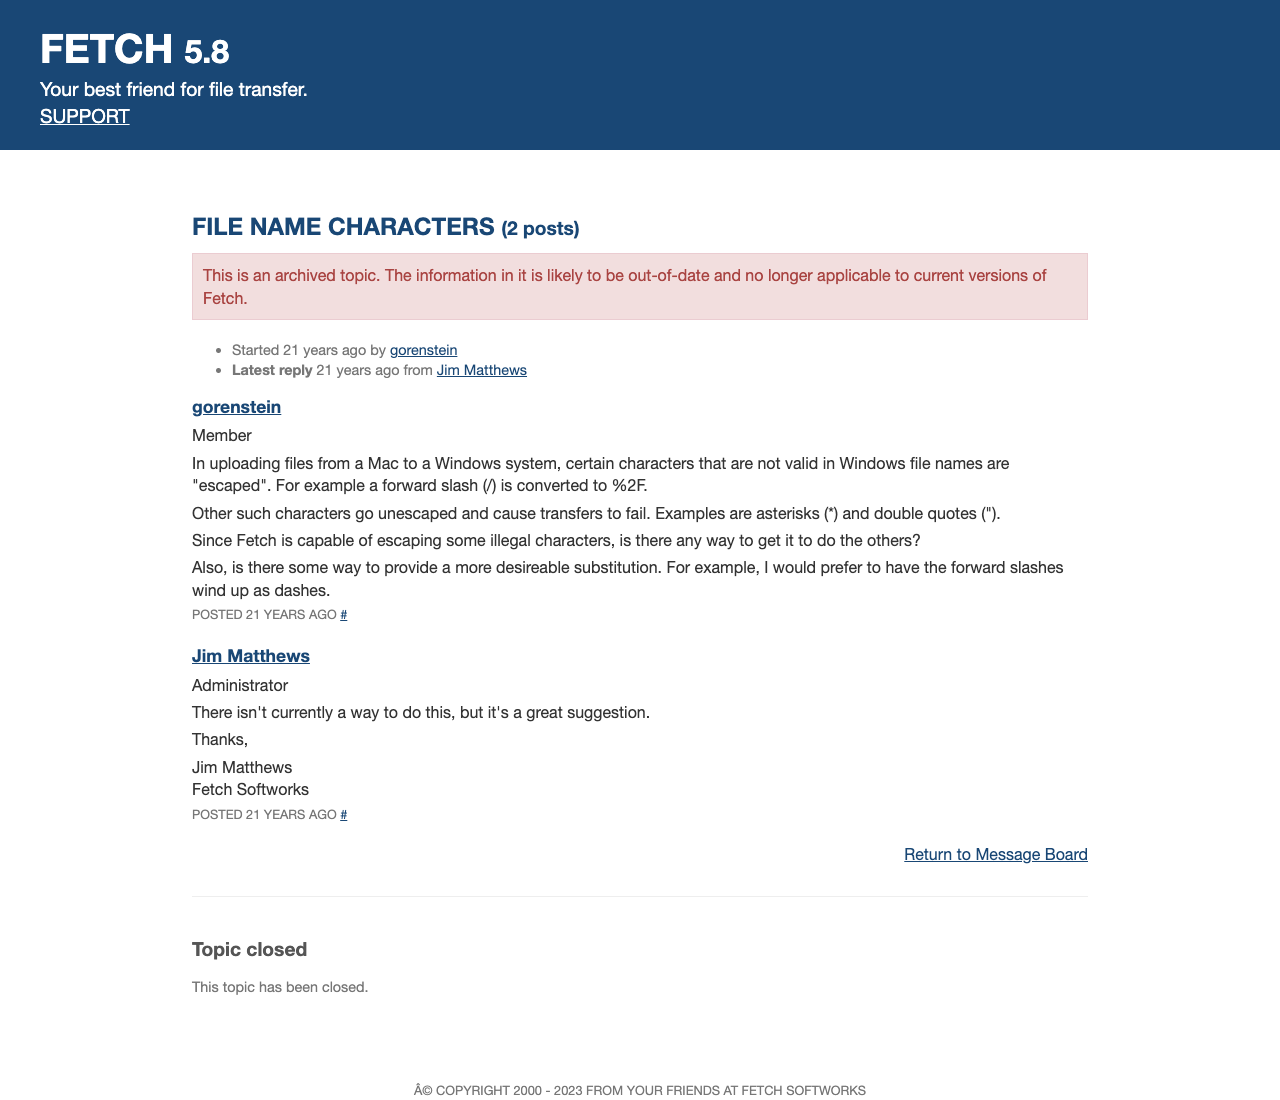 FETCH 5.8
Your best friend for file transfer.
SUPPORT
FILE NAME CHARACTERS (2 posts)
This is an archived topic. The information in it is likely to be out-of-date and no longer applicable to current versions of
Fetch.
• Started 21 years ago by gorenstein
• Latest reply 21 years ago from Jim Matthews
gorenstein
Member
In uploading files from a Mac to a Windows system, certain characters that are not valid in Windows file names are
"escaped". For example a forward slash (/) is converted to %2F.
Other such characters go unescaped and cause transfers to fail. Examples are asterisks (*) and double quotes (").
Since Fetch is capable of escaping some illegal characters, is there any way to get it to do the others?
Also, is there some way to provide a more desireable substitution. For example, I would prefer to have the forward slashes
wind up as dashes.
POSTED 21 YEARS AGO #
Jim Matthews
Administrator
There isn't currently a way to do this, but it's a great suggestion.
Thanks,
Jim Matthews
Fetch Softworks
POSTED 21 YEARS AGO #
Return to Message Board
Topic closed
This topic has been closed.
Â© COPYRIGHT 2000 - 2023 FROM YOUR FRIENDS AT FETCH SOFTWORKS